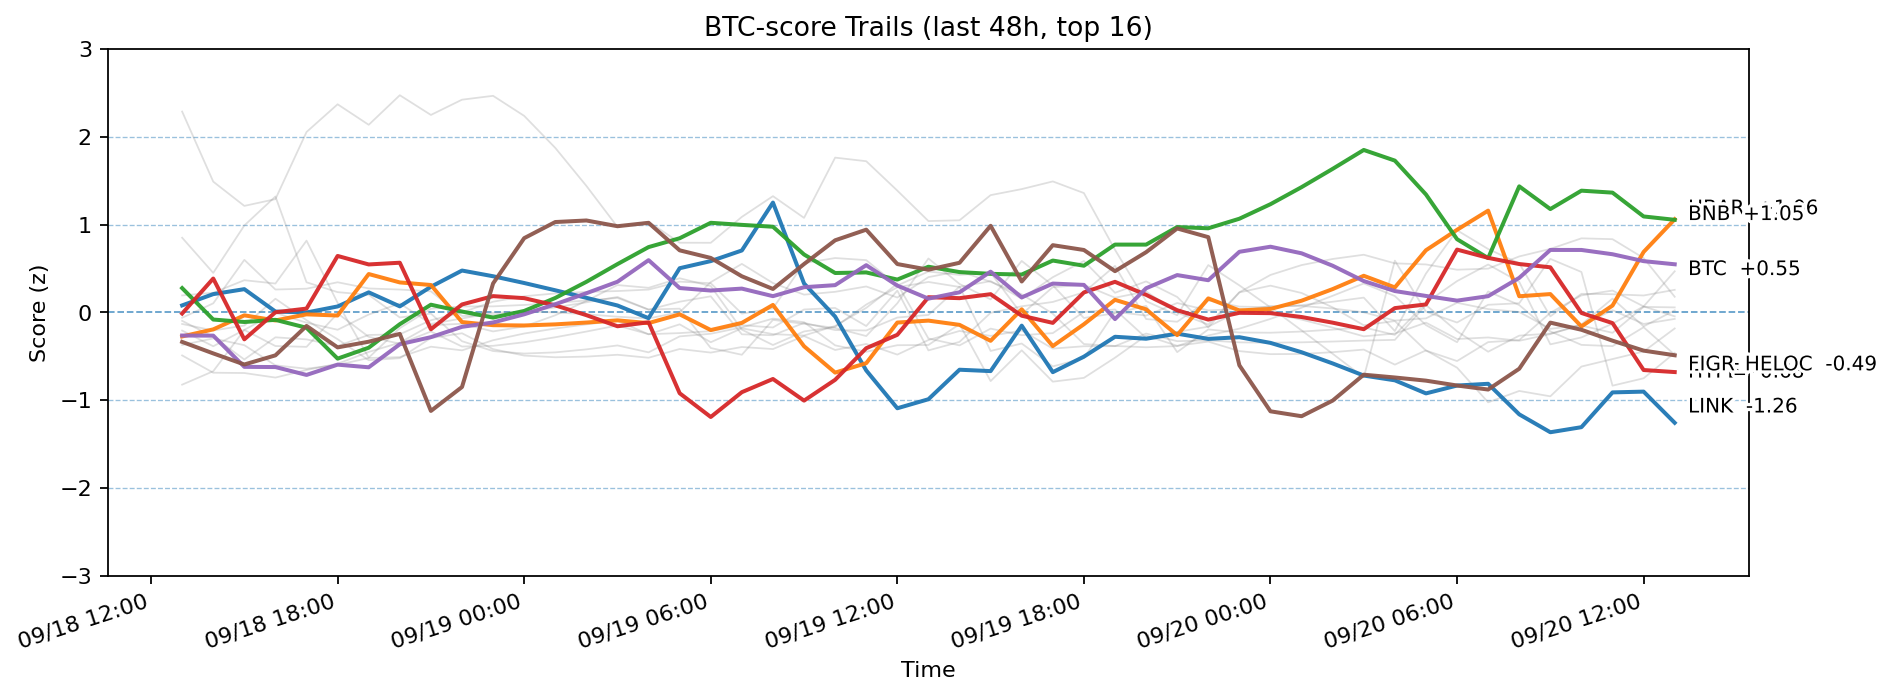 BTC-score Trails (last 48h, top 16)
Score (z)
3
2
1
0
−1
−2
−3
BNB +1.05
BTC +0.55
FIGR_HELOC -0.49
LINK -1.26
09/18 12:00
09/18 18:00
09/19 00:00
09/19 06:00
09/19 12:00
09/19 18:00
09/20 00:00
09/20 06:00
09/20 12:00
Time